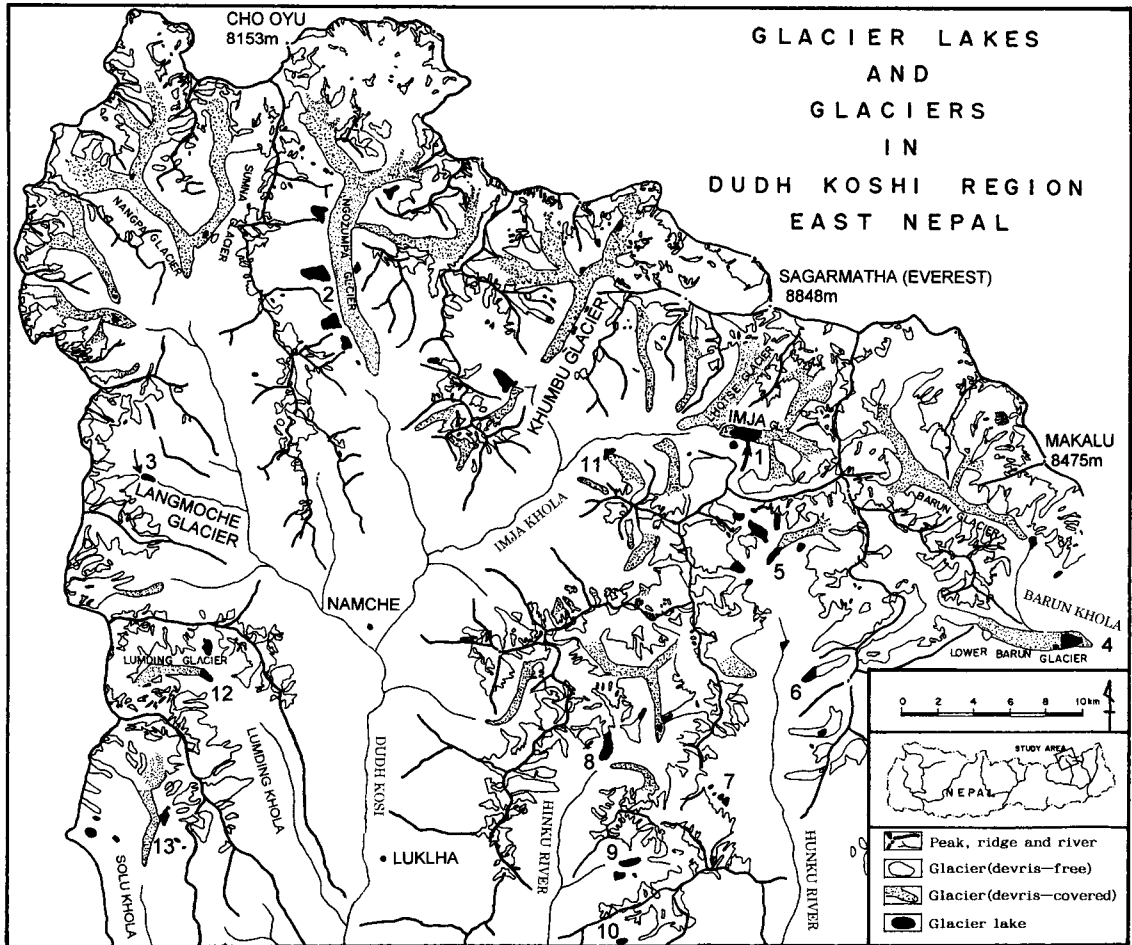 GLACIER LAKES
AND
GLACIERS
IN
DUDH KOSHI REGION
EAST NEPAL
CHO OYU
8153m
SUMNA
GLACIER
NANGPA GLACIER
NGOZUMPA GLCIER
2
SAGARMATHA (EVEREST)
8848m
KHUMBU GLACIER
IMJA GL
1
MAKALU
8475m
3
LANGMOCHE
GLACIER
11
IMJA KHOLA
BARUN GLACIER
5
BARUN KHOLA
NAMCHE
4
LOWER BARUN GLACIER
LUMDING GLACIER
12
6
0 2 4 6 8 10km
LUMDING KHOLA
DUDH KOSI
8
7
STUDY AREA
NEPAL
HINKU RIVER
HUNKU RIVER
13
SOLU KHOLA
LUKLHA
9
10
Peak, ridge and river
Glacier(debris—free)
Glacier(devris—covered)
Glacier lake